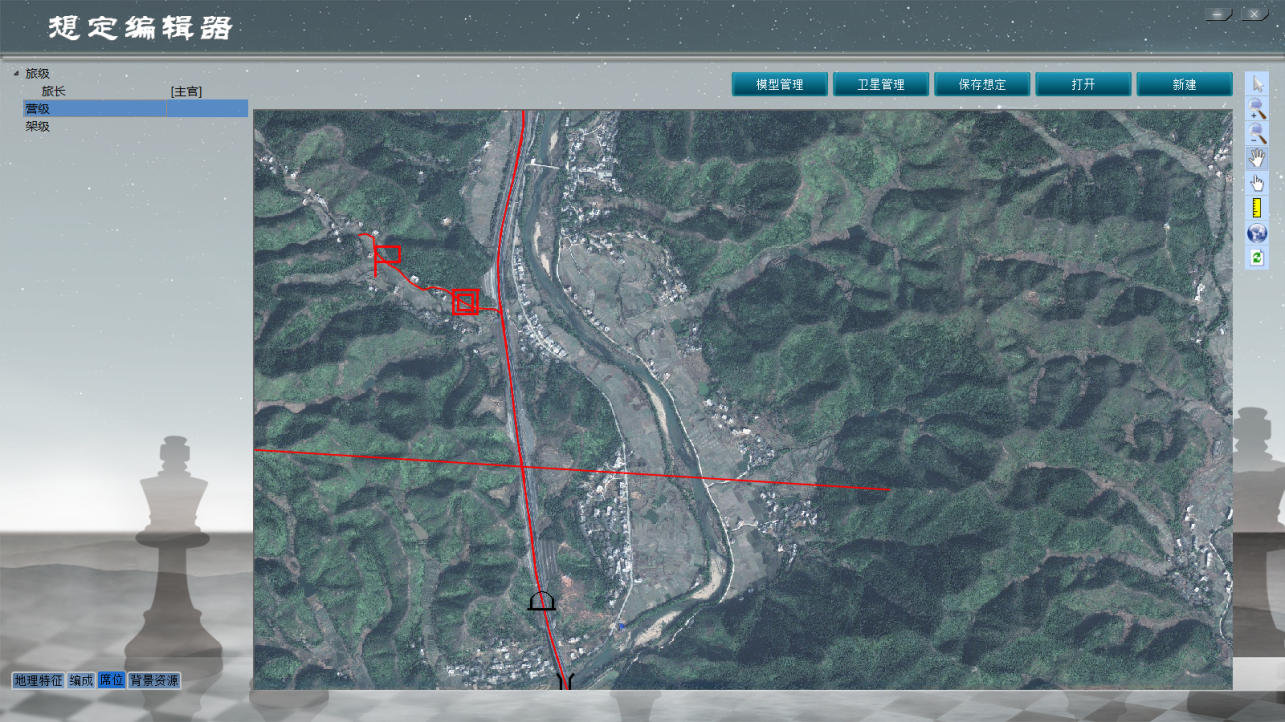 想定编辑器
模型管理 卫星管理 保存想定 打开 新建
旅级
旅长 [主官]
营级
架级
地理特征 编成 席位 背景资源